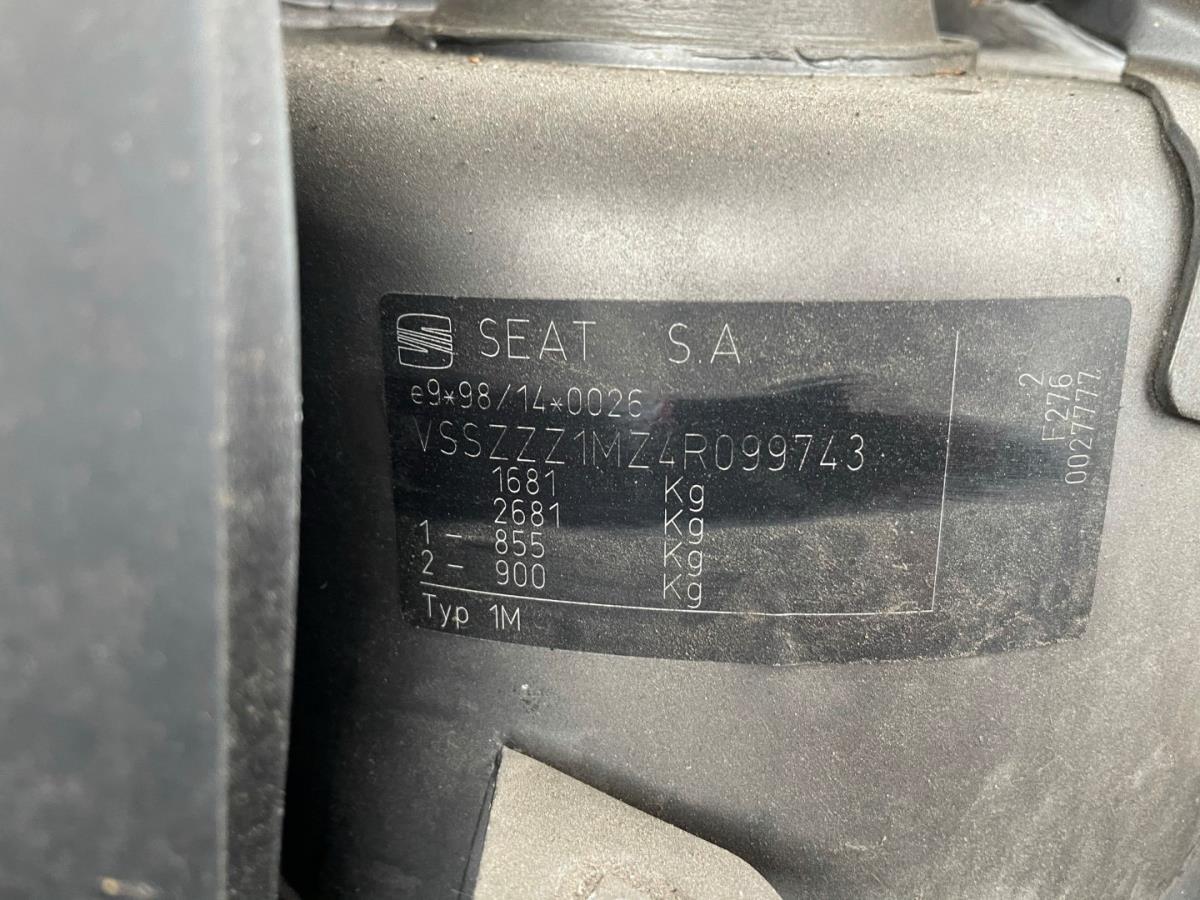 SEAT S.A
e9*98/14*0026
VSSZZZ1MZ4R099743
1681 Kg
2681 Kg
1 - 855 Kg
2 - 900 Kg
Typ 1M
F276 2
0027777